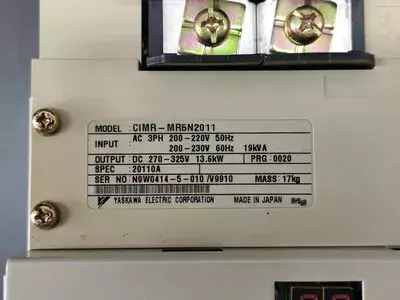 MODEL CIMR-MR5N2011
INPUT: AC 3PH 200-220V 50Hz
200-230V 60Hz 19kVA
OUTPUT: DC 270-325V 13.6kW PRG: 0020
SPEC: 20110A
SER NO N9W0414-5-010 /V9910 MASS: 17kg
YASKAWA ELECTRIC CORPORATION MADE IN JAPAN